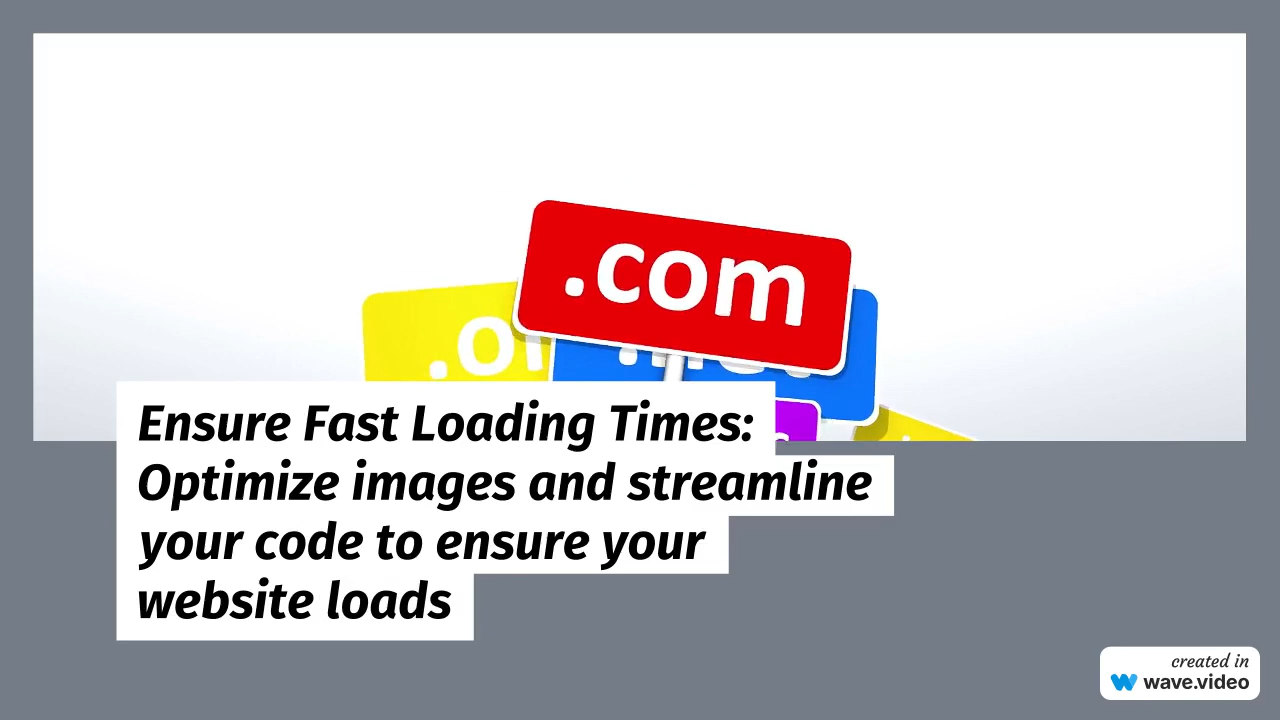 .com
Ensure Fast Loading Times:
Optimize images and streamline
your code to ensure your
website loads
created in
wave.video